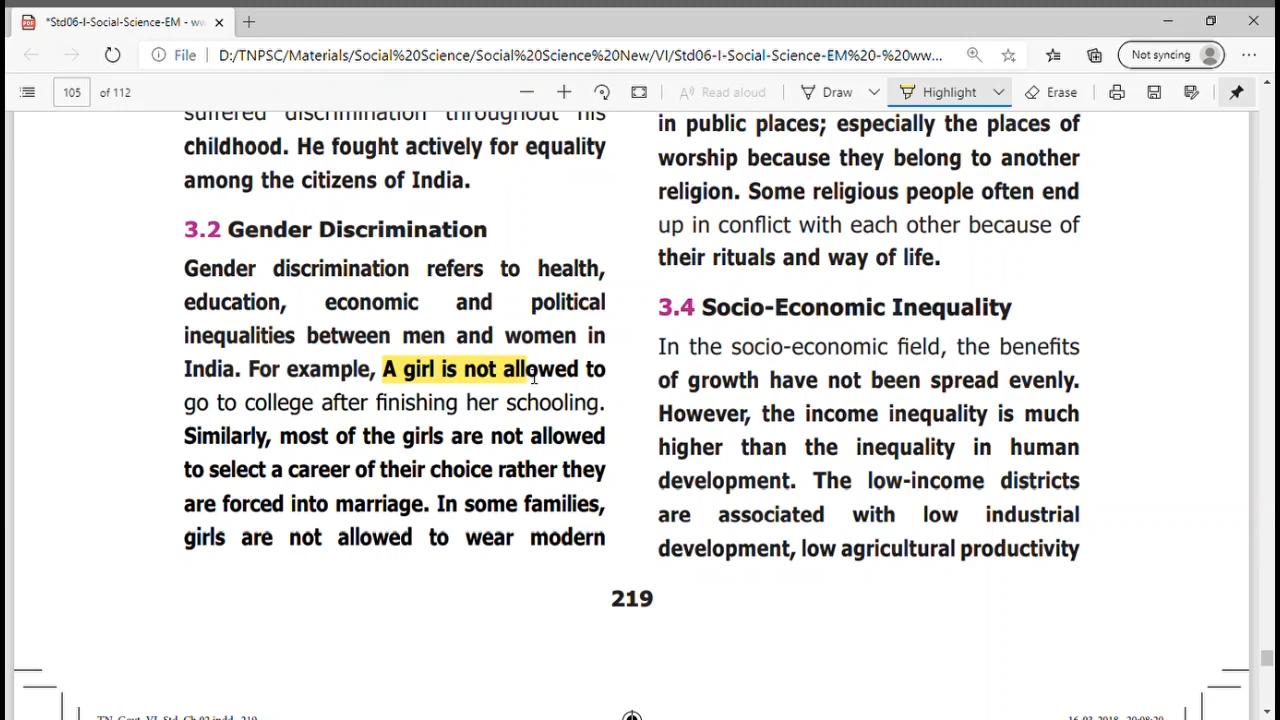 *Std06-I-Social-Science-EM - ww
File
D:/TNPSC/Materials/Social%20Science/Social%20Science%20New/VI/Std06-I-Social-Science-EM%20-%20ww...
Not syncing
105 of 112
Read aloud
Draw
Highlight
Erase
suffered discrimination throughout his
childhood. He fought actively for equality
among the citizens of India.
3.2 Gender Discrimination
Gender discrimination refers to health,
education, economic and political
inequalities between men and women in
India. For example, A girl is not allowed to
go to college after finishing her schooling.
Similarly, most of the girls are not allowed
to select a career of their choice rather they
are forced into marriage. In some families,
girls are not allowed to wear modern
in public places; especially the places of
worship because they belong to another
religion. Some religious people often end
up in conflict with each other because of
their rituals and way of life.
3.4 Socio-Economic Inequality
In the socio-economic field, the benefits
of growth have not been spread evenly.
However, the income inequality is much
higher than the inequality in human
development. The low-income districts
are associated with low industrial
development, low agricultural productivity
219